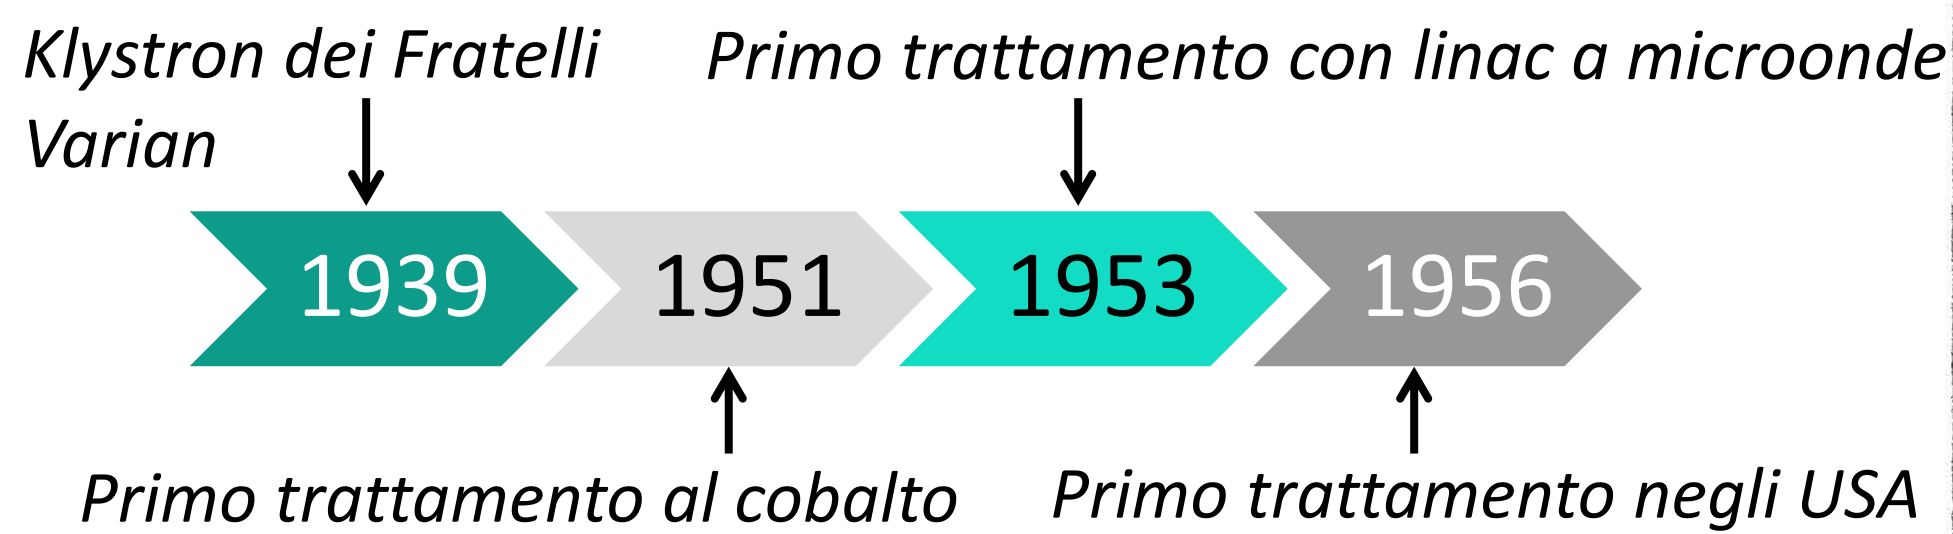 Klystron dei Fratelli
Varian
Primo trattamento con linac a microonde
1939
1951
1953
1956
Primo trattamento al cobalto
Primo trattamento negli USA